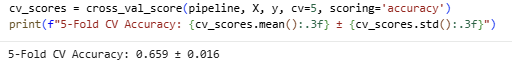 cv_scores = cross_val_score(pipeline, X, y, cv=5, scoring='accuracy')
print(f"5-Fold CV Accuracy: {cv_scores.mean():.3f} ± {cv_scores.std():.3f}")
5-Fold CV Accuracy: 0.659 ± 0.016